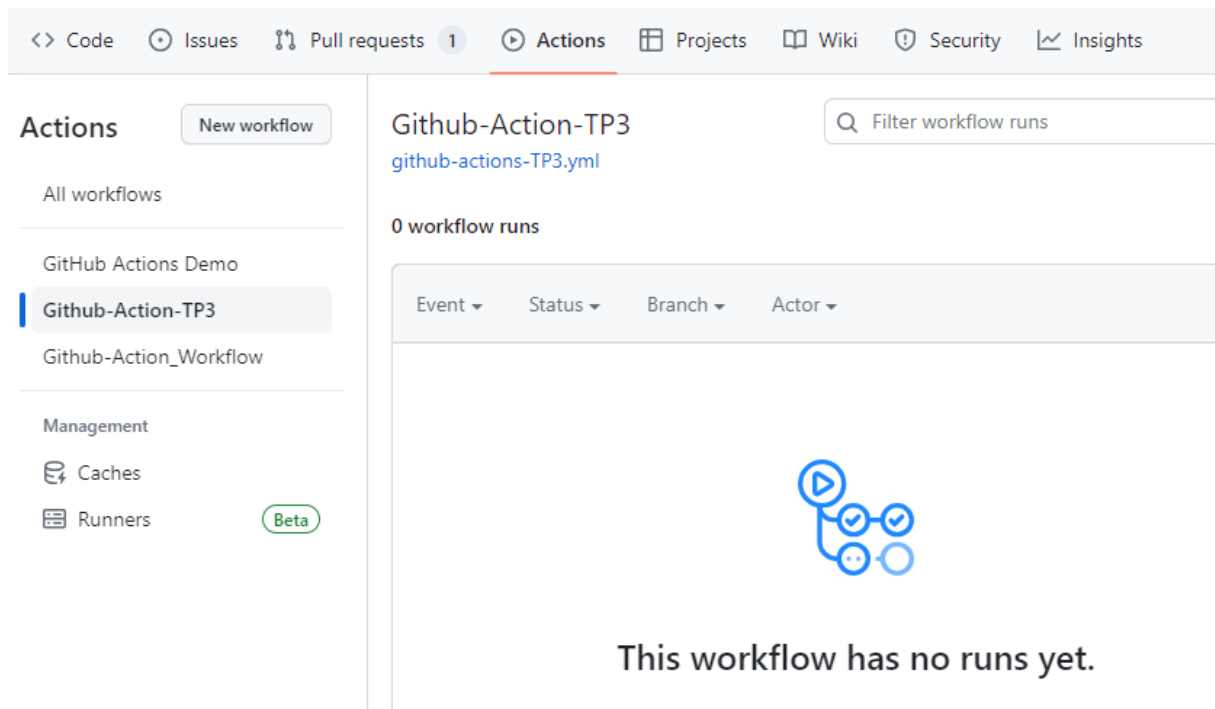 Code Issues Pull requests 1 Actions Projects Wiki Security Insights
Actions New workflow
All workflows
GitHub Actions Demo
Github-Action-TP3
Github-Action_Workflow
Management
Caches
Runners Beta
Github-Action-TP3 Filter workflow runs
github-actions-TP3.yml
0 workflow runs
Event Status Branch Actor
This workflow has no runs yet.